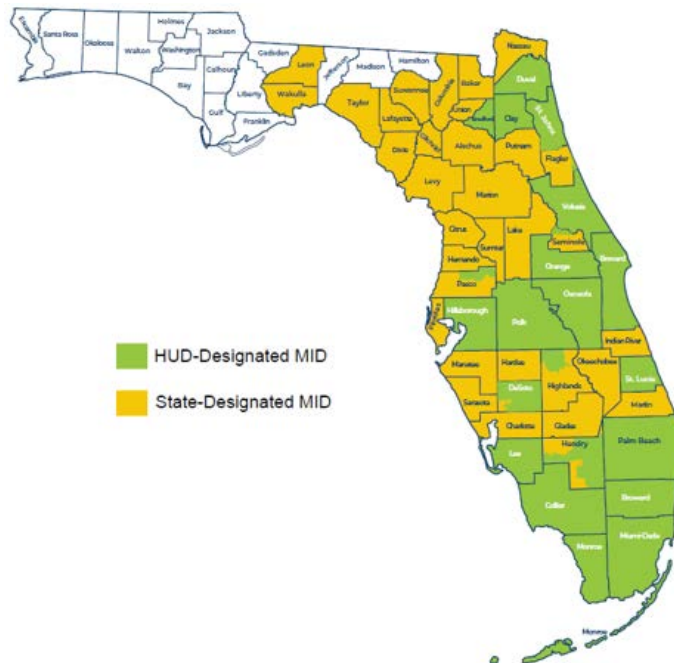 Escambia
Santa Rosa
Okaloosa
Walton
Holmes
Washington
Bay
Jackson
Calhoun
Gulf
Gadsden
Liberty
Franklin
Leon
Wakulla
Jefferson
Madison
Hamilton
Taylor
Suwannee
Lafayette
Columbia
Baker
Union
Bradford
Nassau
Duval
Clay
St. Johns
Dixie
Gilchrist
Alachua
Putnam
Flagler
Levy
Marion
Volusia
Citrus
Sumter
Lake
Seminole
Hernando
Orange
Brevard
Pasco
Osceola
Pinellas
Hillsborough
Polk
Indian River
HUD-Designated MID
State-Designated MID
Manatee
Hardee
Highlands
Okeechobee
St. Lucie
DeSoto
Sarasota
Martin
Charlotte
Glades
Lee
Hendry
Palm Beach
Collier
Broward
Monroe
Miami-Dade
Monroe